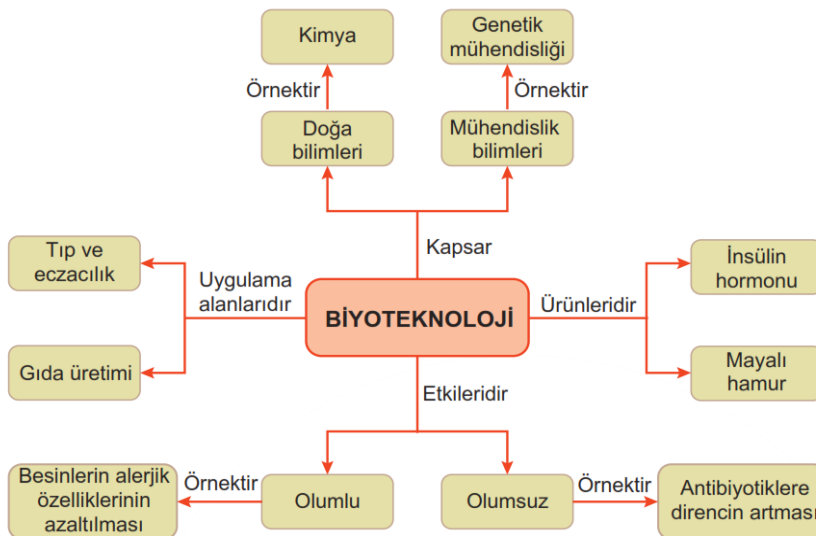 Kimya
Genetik
mühendisliği
Örnektir
Örnektir
Doğa
bilimleri
Mühendislik
bilimleri
Kapsar
Tıp ve
eczacılık
Uygulama
alanlarıdır
Gıda üretimi
BİYOTEKNOLOJİ
Ürünleridir
İnsülin
hormonu
Mayalı
hamur
Etkileridir
Besinlerin alerjik
özelliklerinin
azaltılması
Örnektir
Olumlu
Olumsuz
Örnektir
Antibiyotiklere
direncin artması